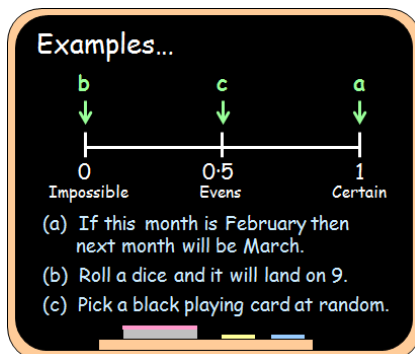 Examples...
b c a
0 0·5 1
Impossible Evens Certain
(a) If this month is February then
next month will be March.
(b) Roll a dice and it will land on 9.
(c) Pick a black playing card at random.